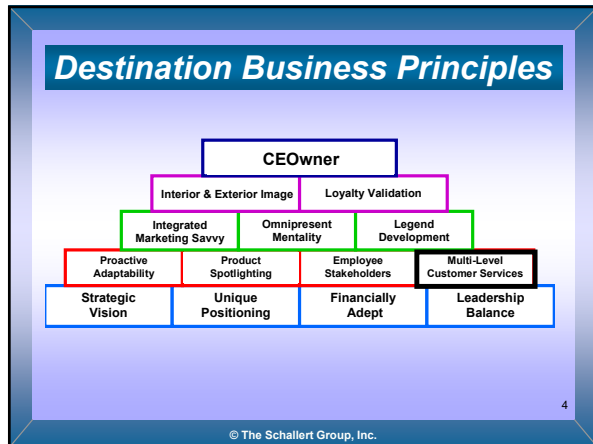 Destination Business Principles
CEOwner
Interior & Exterior Image
Loyalty Validation
Integrated
Marketing Savvy
Omnipresent
Mentality
Legend
Development
Proactive
Adaptability
Product
Spotlighting
Employee
Stakeholders
Multi-Level
Customer Services
Strategic
Vision
Unique
Positioning
Financially
Adept
Leadership
Balance
4
© The Schallert Group, Inc.